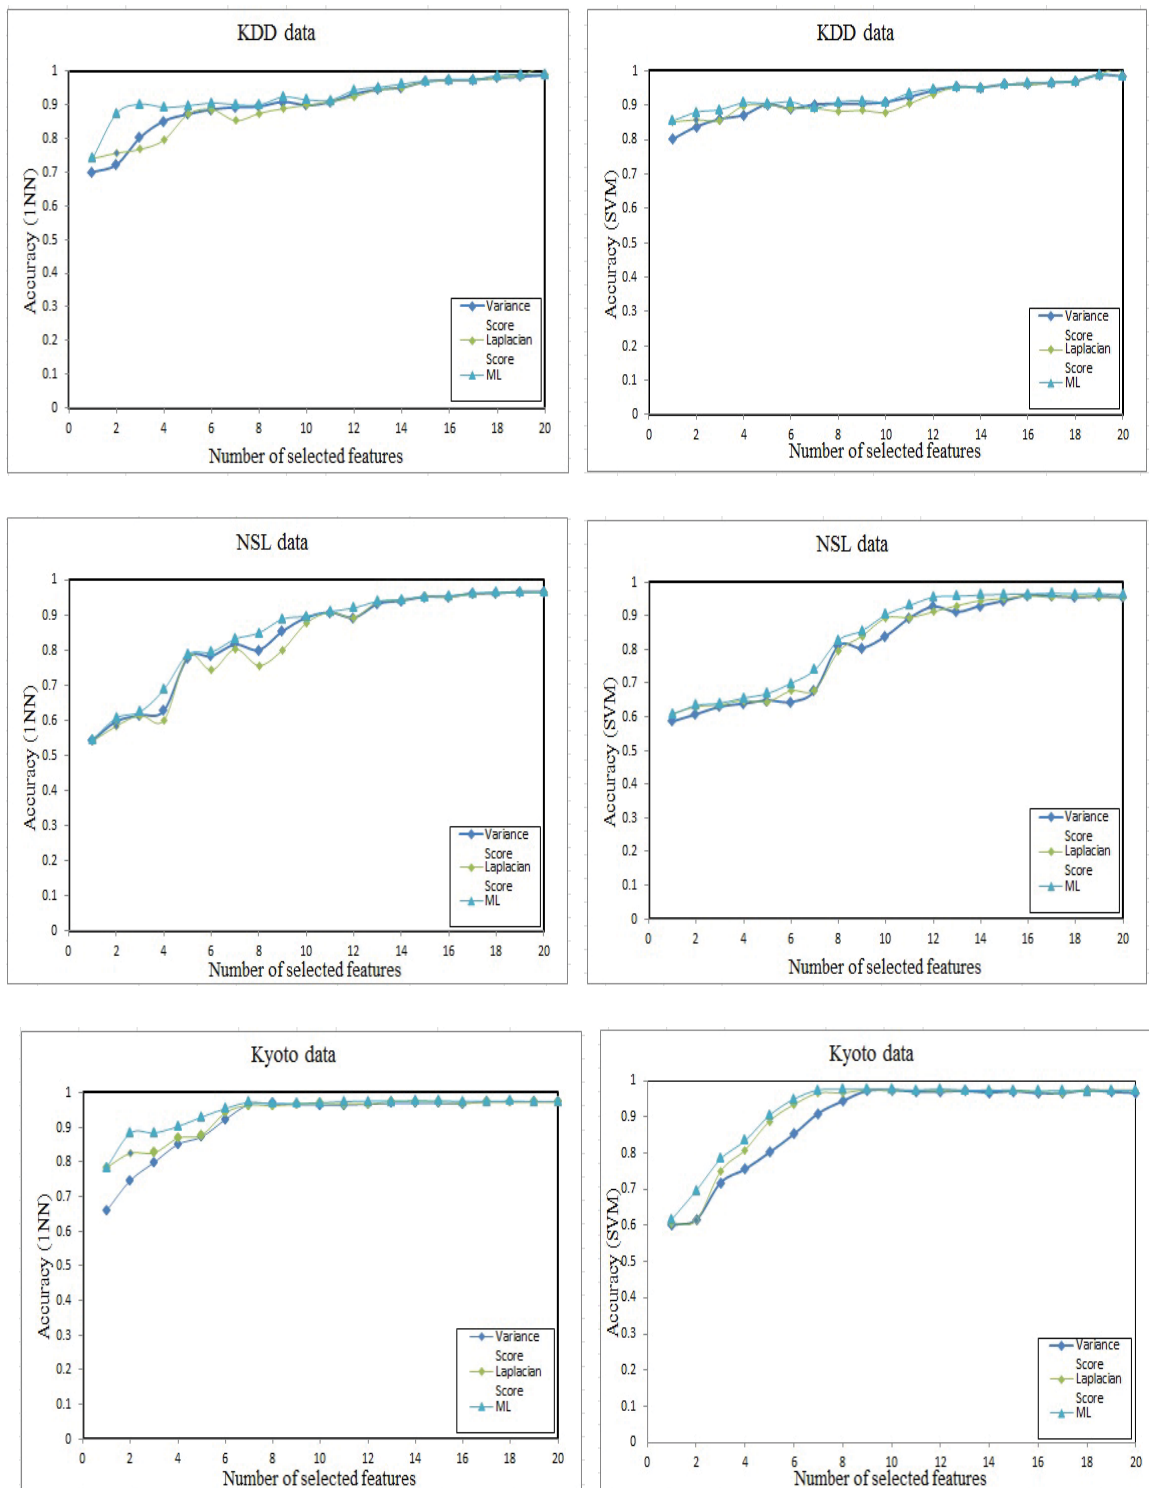 KDD data
1
0.9
0.8
0.7
0.6
0.5
0.4
0.3
0.2
0.1
0
Accuracy (1NN)
Variance
Score
Laplacian
Score
ML
0 2 4 6 8 10 12 14 16 18 20
Number of selected features
KDD data
1
0.9
0.8
0.7
0.6
0.5
0.4
0.3
0.2
0.1
0
Accuracy (SVM)
Variance
Score
Laplacian
Score
ML
0 2 4 6 8 10 12 14 16 18 20
Number of selected features
NSL data
1
0.9
0.8
0.7
0.6
0.5
0.4
0.3
0.2
0.1
0
Accuracy (1NN)
Variance
Score
Laplacian
Score
ML
0 2 4 6 8 10 12 14 16 18 20
Number of selected features
NSL data
1
0.9
0.8
0.7
0.6
0.5
0.4
0.3
0.2
0.1
0
Accuracy (SVM)
Variance
Score
Laplacian
Score
ML
0 2 4 6 8 10 12 14 16 18 20
Number of selected features
Kyoto data
1
0.9
0.8
0.7
0.6
0.5
0.4
0.3
0.2
0.1
0
Accuracy (1NN)
Variance
Score
Laplacian
Score
ML
0 2 4 6 8 10 12 14 16 18 20
Number of selected features
Kyoto data
1
0.9
0.8
0.7
0.6
0.5
0.4
0.3
0.2
0.1
0
Accuracy (SVM)
Variance
Score
Laplacian
Score
ML
0 2 4 6 8 10 12 14 16 18 20
Number of selected features